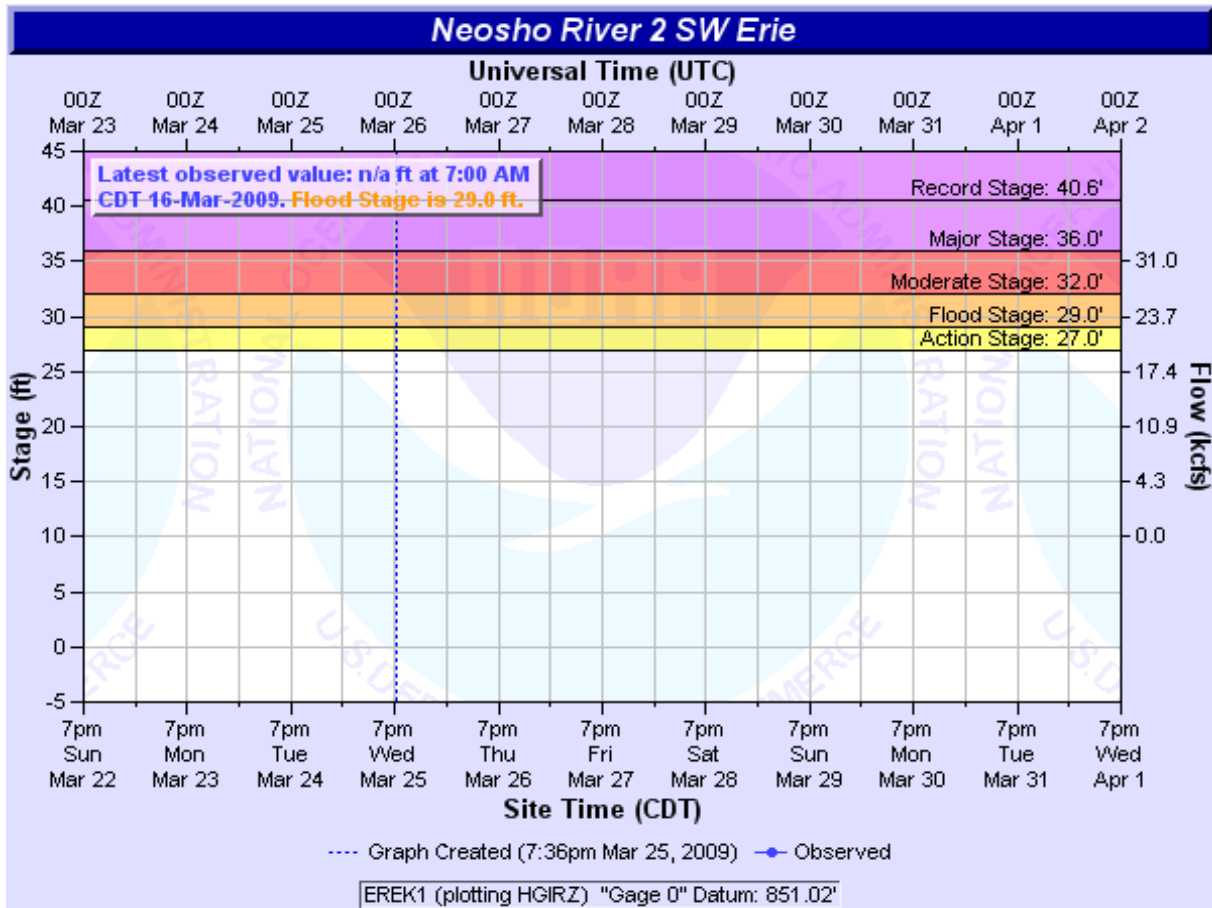 Neosho River 2 SW Erie
Universal Time (UTC)
00Z 00Z 00Z 00Z 00Z 00Z 00Z 00Z 00Z 00Z 00Z
Mar 23 Mar 24 Mar 25 Mar 26 Mar 27 Mar 28 Mar 29 Mar 30 Mar 31 Apr 1 Apr 2
45
Latest observed value: n/a ft at 7:00 AM
CDT 16-Mar-2009. Flood Stage is 29.0 ft.
Record Stage: 40.6'
40
Major Stage: 36.0'
35 31.0
Moderate Stage: 32.0'
30 Flood Stage: 29.0' 23.7
Action Stage: 27.0'
25 17.4
20 10.9
15 4.3
10 0.0
5
0
-5
Stage (ft)
Flow (kcfs)
NATIONAL OCEANIC AND ATMOSPHERIC ADMINISTRATION
U.S. DEPARTMENT OF COMMERCE
7pm 7pm 7pm 7pm 7pm 7pm 7pm 7pm 7pm 7pm 7pm
Sun Mon Tue Wed Thu Fri Sat Sun Mon Tue Wed
Mar 22 Mar 23 Mar 24 Mar 25 Mar 26 Mar 27 Mar 28 Mar 29 Mar 30 Mar 31 Apr 1
Site Time (CDT)
Graph Created (7:36pm Mar 25, 2009) Observed
EREK1 (plotting HGIRZ) "Gage 0" Datum: 851.02'